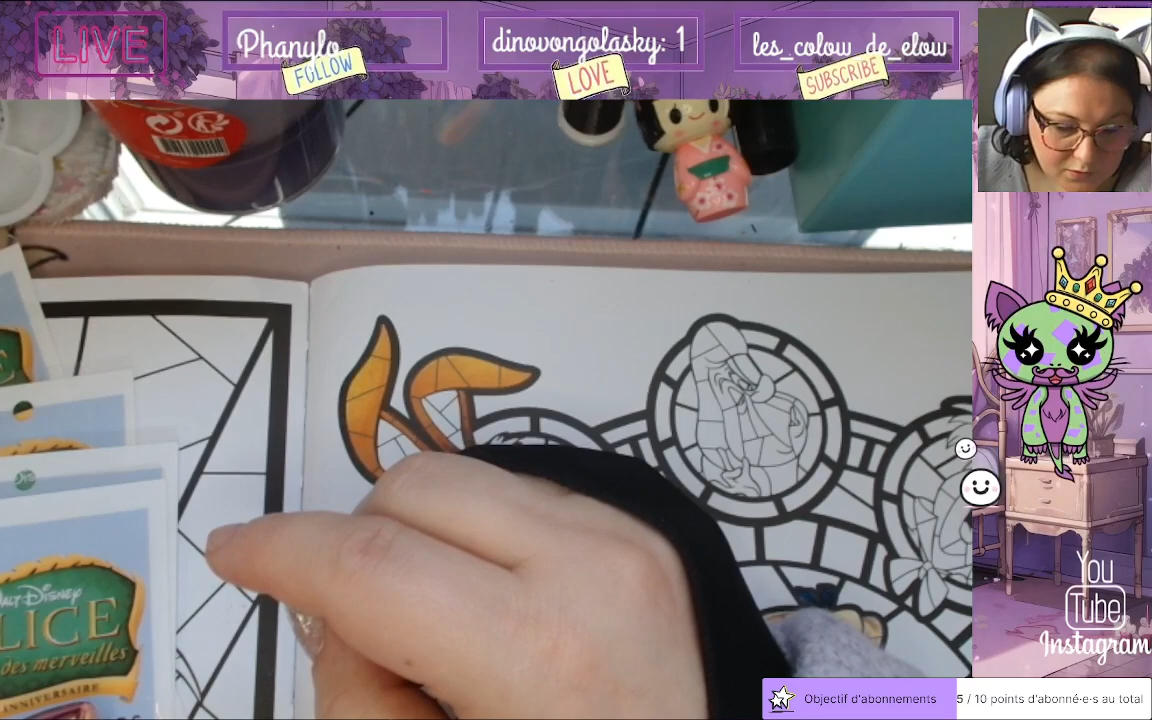 LIVE
Phanylo
FOLLOW
dinovongolasky: 1
LOVE
les_colow_de_elow
SUBSCRIBE
WALT DISNEY
LICE
des merveilles
NNIVERSAIRE
You
Tube
Instagram
Objectif d'abonnements
5 / 10 points d'abonné·e·s au total